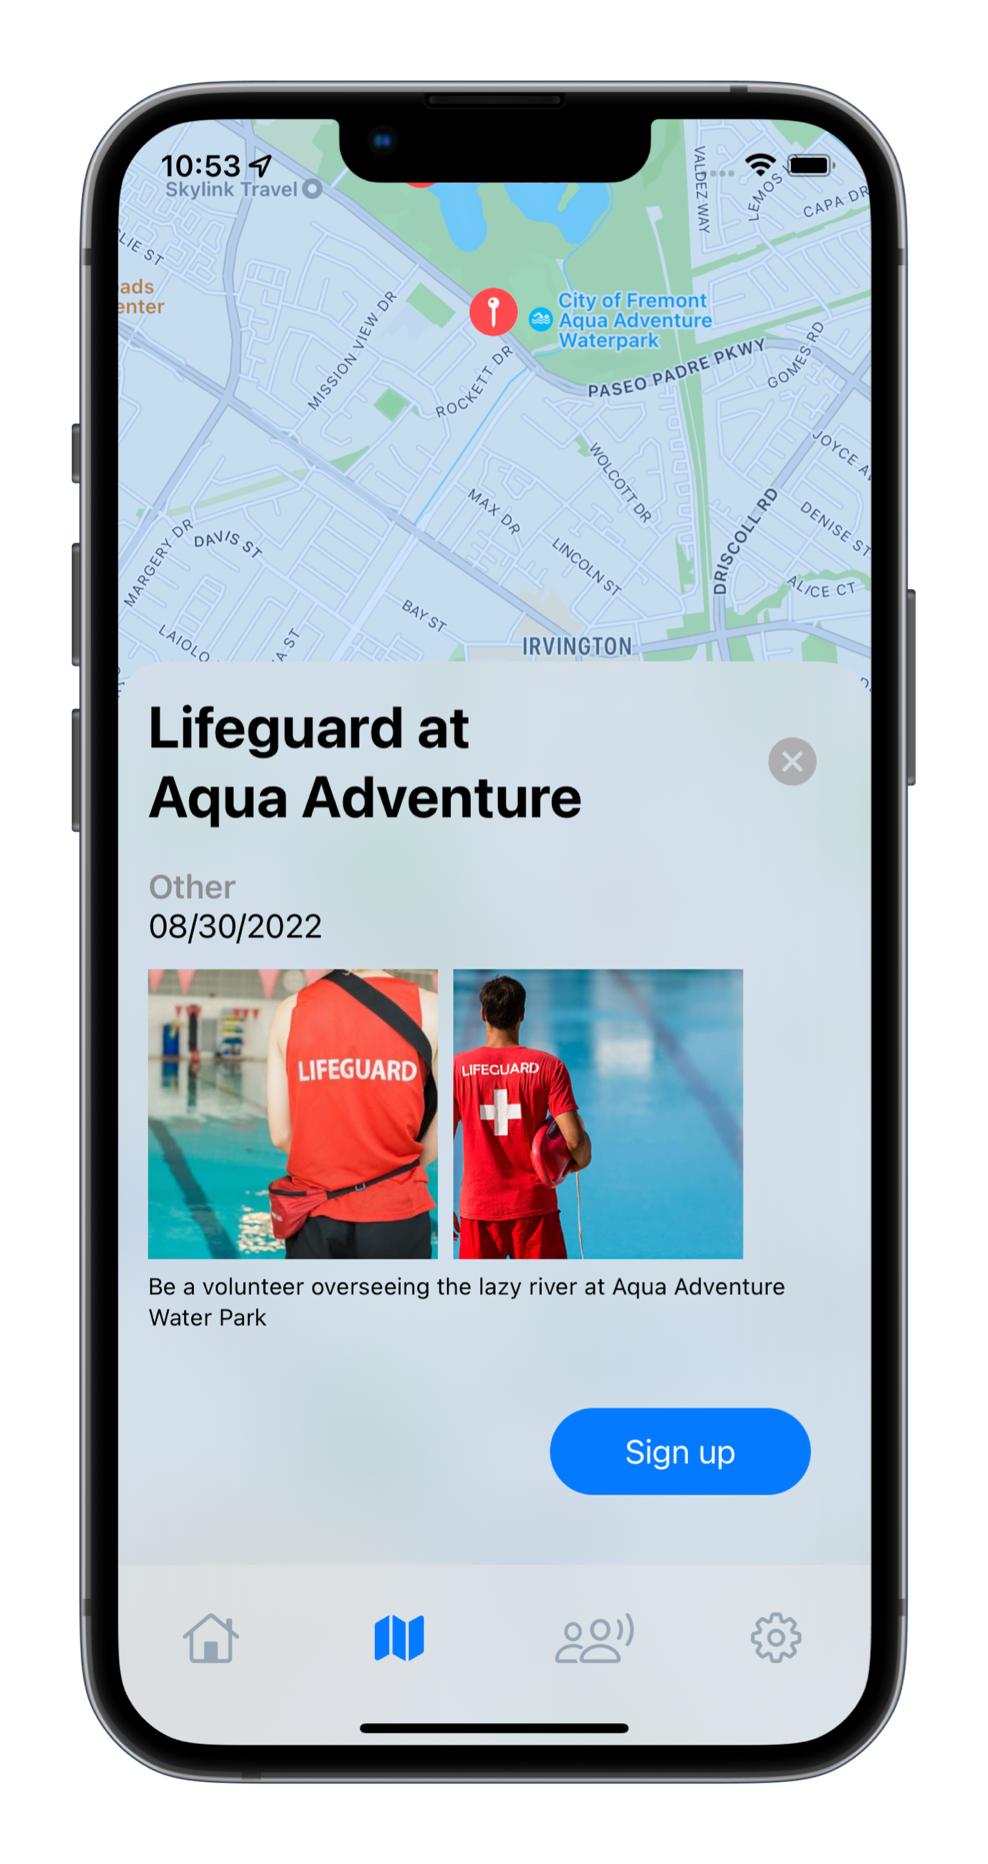 10:53
Skylink Travel
LIE ST
ads
enter
VALDEZ WAY
LEMOS
CAPA DR
City of Fremont
Aqua Adventure
Waterpark
MISSION VIEW DR
ROCKETT DR
PASEO PADRE PKWY
GOMES RD
JOYCE A
WOLCOTT DR
MAX DR
DRISCOLL RD
DENISE ST
MARGERY DR
DAVIS ST
LINCOLN ST
ALICE CT
BAY ST
LAIOLO
A ST
IRVINGTON
Lifeguard at
Aqua Adventure
Other
08/30/2022
LIFEGUARD
LIFEGUARD
Be a volunteer overseeing the lazy river at Aqua Adventure
Water Park
Sign up